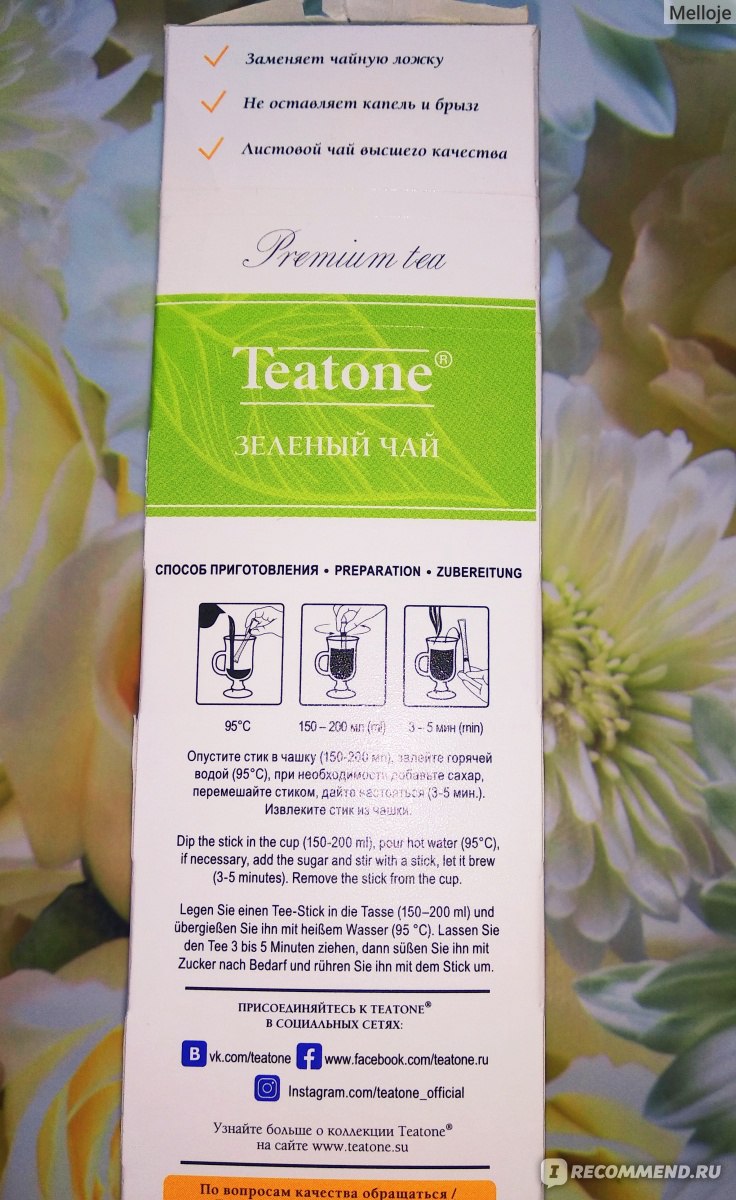 Melloje
Заменяет чайную ложку
Не оставляет капель и брызг
Листовой чай высшего качества
Premium tea
Teatone®
ЗЕЛЕНЫЙ ЧАЙ
СПОСОБ ПРИГОТОВЛЕНИЯ • PREPARATION • ZUBEREITUNG
95°C 150 – 200 мл (ml) 3 – 5 мин (min)
Опустите стик в чашку (150-200 мл), залейте горячей
водой (95°C), при необходимости добавьте сахар,
перемешайте стиком, дайте настояться (3-5 мин.).
Извлеките стик из чашки.
Dip the stick in the cup (150-200 ml), pour hot water (95°C),
if necessary, add the sugar and stir with a stick, let it brew
(3-5 minutes). Remove the stick from the cup.
Legen Sie einen Tee-Stick in die Tasse (150–200 ml) und
übergießen Sie ihn mit heißem Wasser (95 °C). Lassen Sie
den Tee 3 bis 5 Minuten ziehen, dann süßen Sie ihn mit
Zucker nach Bedarf und rühren Sie ihn mit dem Stick um.
ПРИСОЕДИНЯЙТЕСЬ К TEATONE®
В СОЦИАЛЬНЫХ СЕТЯХ:
B vk.com/teatone f www.facebook.com/teatone.ru
Instagram.com/teatone_official
Узнайте больше о коллекции Teatone®
на сайте www.teatone.su
По вопросам качества обращаться /
I RECOMMEND.RU